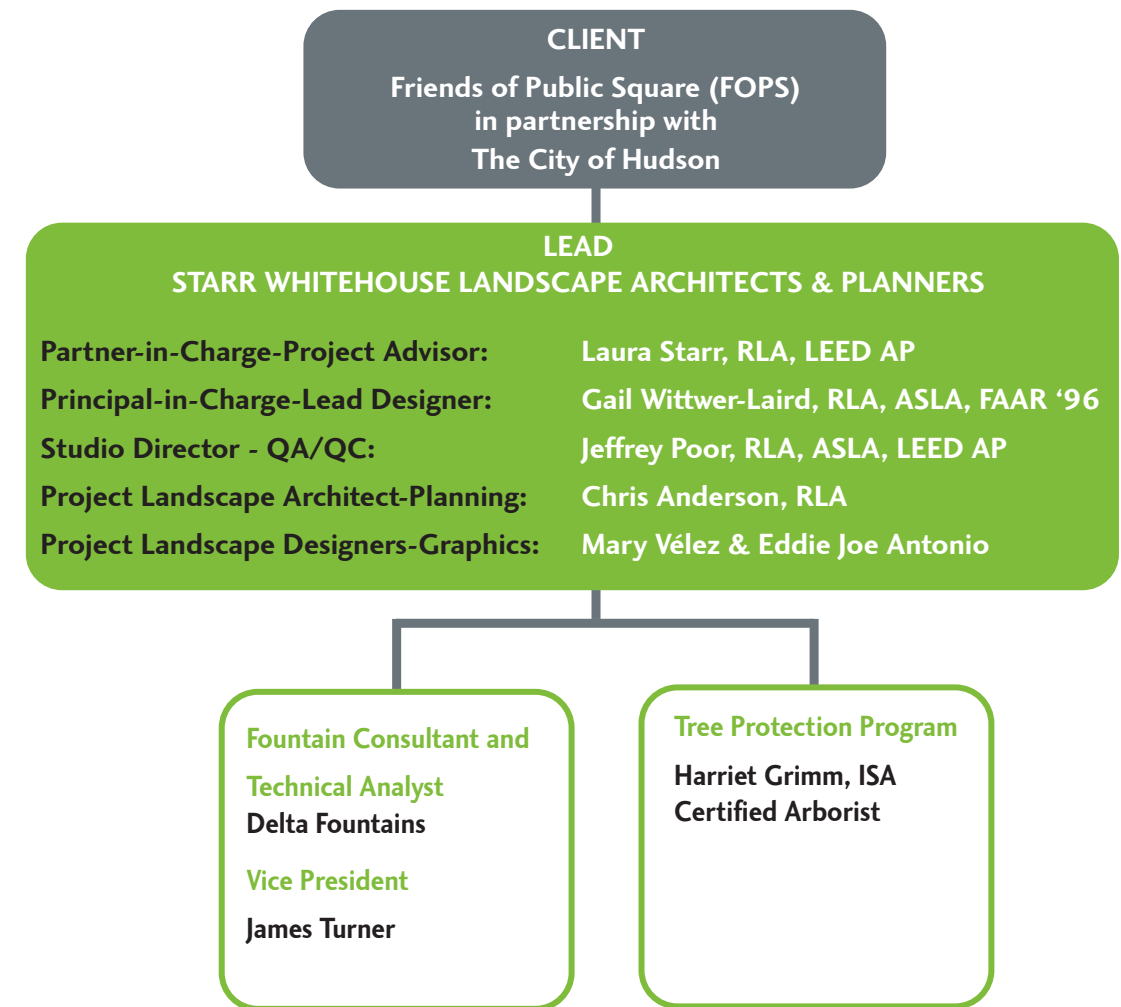 CLIENT
Friends of Public Square (FOPS)
in partnership with
The City of Hudson
LEAD
STARR WHITEHOUSE LANDSCAPE ARCHITECTS & PLANNERS
Partner-in-Charge-Project Advisor: Laura Starr, RLA, LEED AP
Principal-in-Charge-Lead Designer: Gail Wittwer-Laird, RLA, ASLA, FAAR ‘96
Studio Director - QA/QC: Jeffrey Poor, RLA, ASLA, LEED AP
Project Landscape Architect-Planning: Chris Anderson, RLA
Project Landscape Designers-Graphics: Mary Vélez & Eddie Joe Antonio
Fountain Consultant and
Technical Analyst
Delta Fountains
Vice President
James Turner
Tree Protection Program
Harriet Grimm, ISA
Certified Arborist